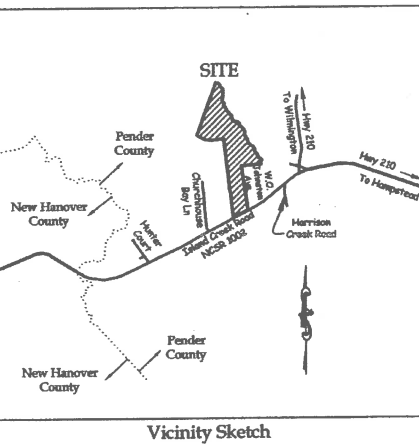 SITE
To Wilmington
Hwy 210
Pender
County
Hwy 210
To Hampstead
New Hanover
County
Churchhouse
Bay Ln
W.D.
Ave
Hunter
Court
Island Creek Road
NCSR 1002
Harrison
Creek Road
Pender
County
New Hanover
County
Vicinity Sketch